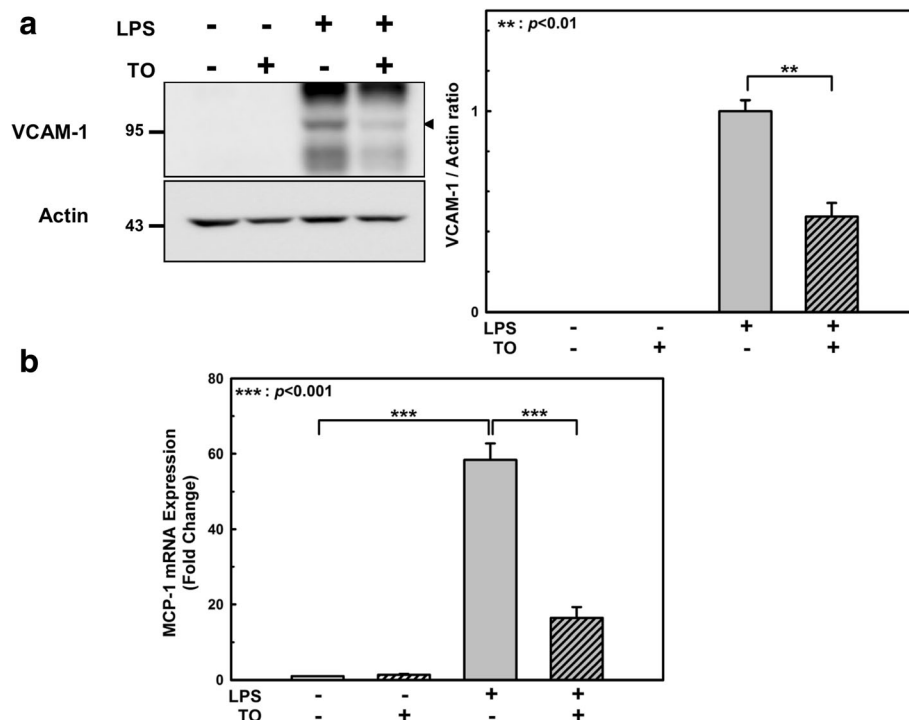 a
LPS - - + +
TO - + - +
VCAM-1
95
Actin
43
** : p<0.01
VCAM-1 / Actin ratio
1
0
**
LPS - - + +
TO - + - +
b
*** : p<0.001
MCP-1 mRNA Expression
(Fold Change)
80
60
40
20
0
***
***
LPS - - + +
TO - + - +